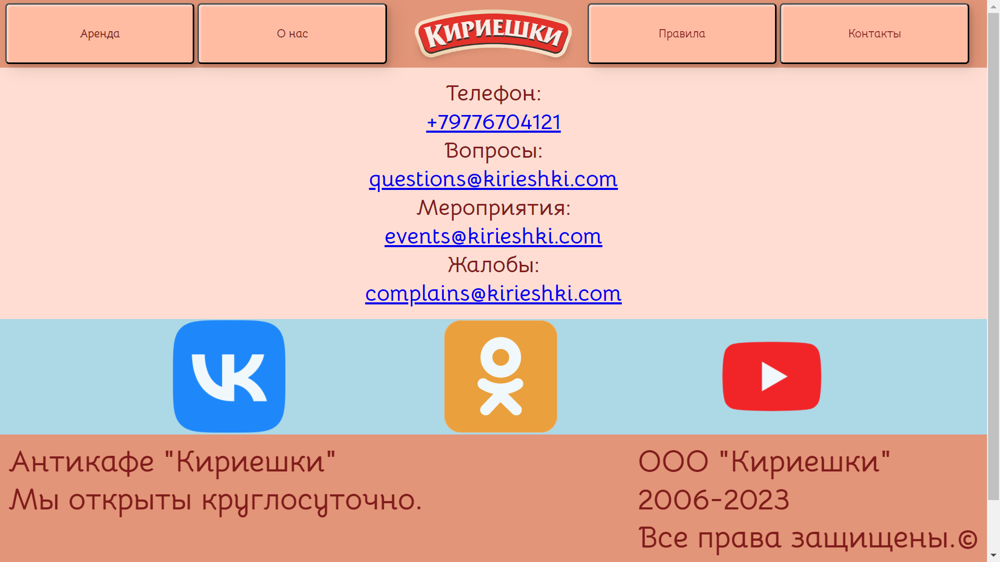 Аренда
О нас
Кириешки
Правила
Контакты
Телефон:
+79776704121
Вопросы:
questions@kirieshki.com
Мероприятия:
events@kirieshki.com
Жалобы:
complains@kirieshki.com
Антикафе "Кириешки"
Мы открыты круглосуточно.
ООО "Кириешки"
2006-2023
Все права защищены.©